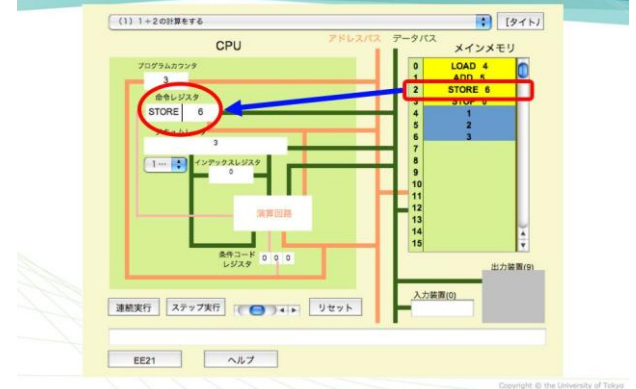 (1) 1+2の計算をする
[タイトル
CPU
アドレスバス
データバス
メインメモリ
プログラムカウンタ
3
命令レジスタ
STORE 6
3
1 …
インデックスレジスタ
0
演算回路
条件コード
レジスタ
0 0 0
0 LOAD 4
1 ADD 5
2 STORE 6
3 STOP 0
4 1
5 2
6 3
7
8
9
10
11
12
13
14
15
出力装置(9)
入力装置(0)
連続実行
ステップ実行
リセット
EE21
ヘルプ
Copyright © the University of Tokyo